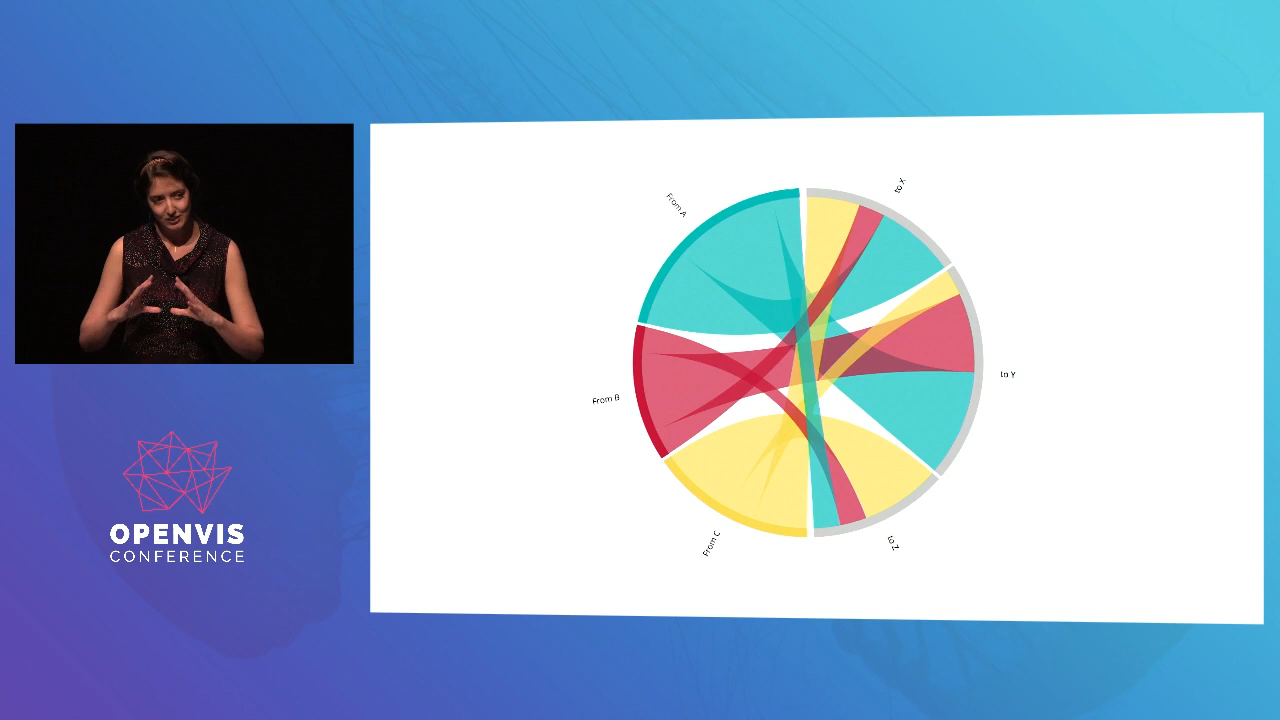 From A
to X
From B
to Y
From C
to Z
OPENVIS
CONFERENCE